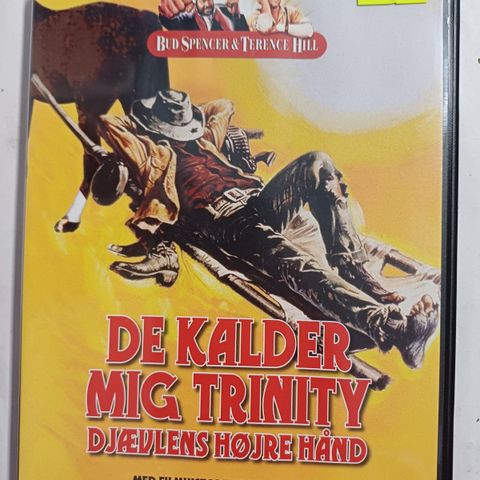 BUD SPENCER & TERENCE HILL
DE KALDER
MIG TRINITY
DJÆVLENS HØJRE HÅND